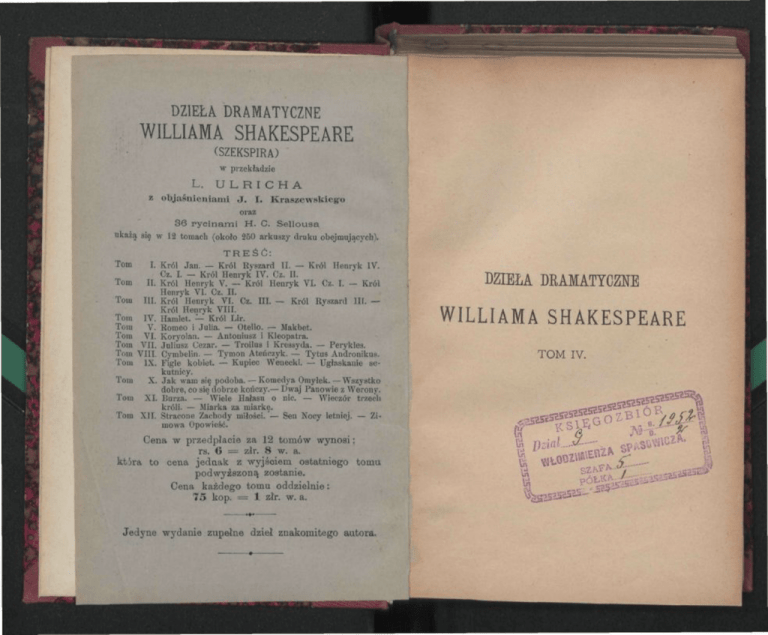 DZIEŁA DRAMATYCZNE
WILLIAMA SHAKESPEARE
(SZEKSPIRA)
w przekładzie
L. ULRICHA
z objaśnieniami J. I. Kraszewskiego
oraz
36 rycinami H. C. Sellousa
ukażą się w 12 tomach (około 250 arkuszy druku obejmujących).
TREŚĆ:
Tom I. Król Jan. — Król Ryszard II. — Król Henryk IV.
Cz. I. — Król Henryk IV. Cz. II.
Tom II. Król Henryk V. — Król Henryk VI. Cz. I. — Król
Henryk VI. Cz. II.
Tom III. Król Henryk VI. Cz. III. — Król Ryszard III. —
Król Henryk VIII.
Tom IV. Hamlet. — Król Lir.
Tom V. Romeo i Julia. — Otello. — Makbet.
Tom VI. Koryolan. — Antoniusz i Kleopatra.
Tom VII. Juliusz Cezar. — Troilus i Kressyda. — Perykles.
Tom VIII. Cymbelin. — Tymon Ateńczyk. — Tytus Andronikus.
Tom IX. Figle kobiet. — Kupiec Wenecki. — Ugłaskanie se-
kutnicy.
Tom X. Jak wam się podoba. — Komedya Omyłek. — Wszystko
dobre, co się dobrze kończy. — Dwaj Panowie z Werony.
Tom XI. Burza. — Wiele Hałasu o nic. — Wieczór trzech
króli. — Miarka za miarkę.
Tom XII. Stracone Zachody miłości. — Sen Nocy letniej. — Zi-
mowa Opowieść.
Cena w przedpłacie za 12 tomów wynosi:
rs. 6 = złr. 8 w. a.
która to cena jednak z wyjściem ostatniego tomu
podwyższoną zostanie.
Cena każdego tomu oddzielnie:
75 kop. = 1 złr. w. a.
Jedyne wydanie zupełne dzieł znakomitego autora.
DZIEŁA DRAMATYCZNE
WILLIAMA SHAKESPEARE
TOM IV.
KSIĘGOZBIÓR
Dział 9 № 1952
WŁODZIMIERZA SPASOWICZA.
SZAFA 5
PÓŁKA 1